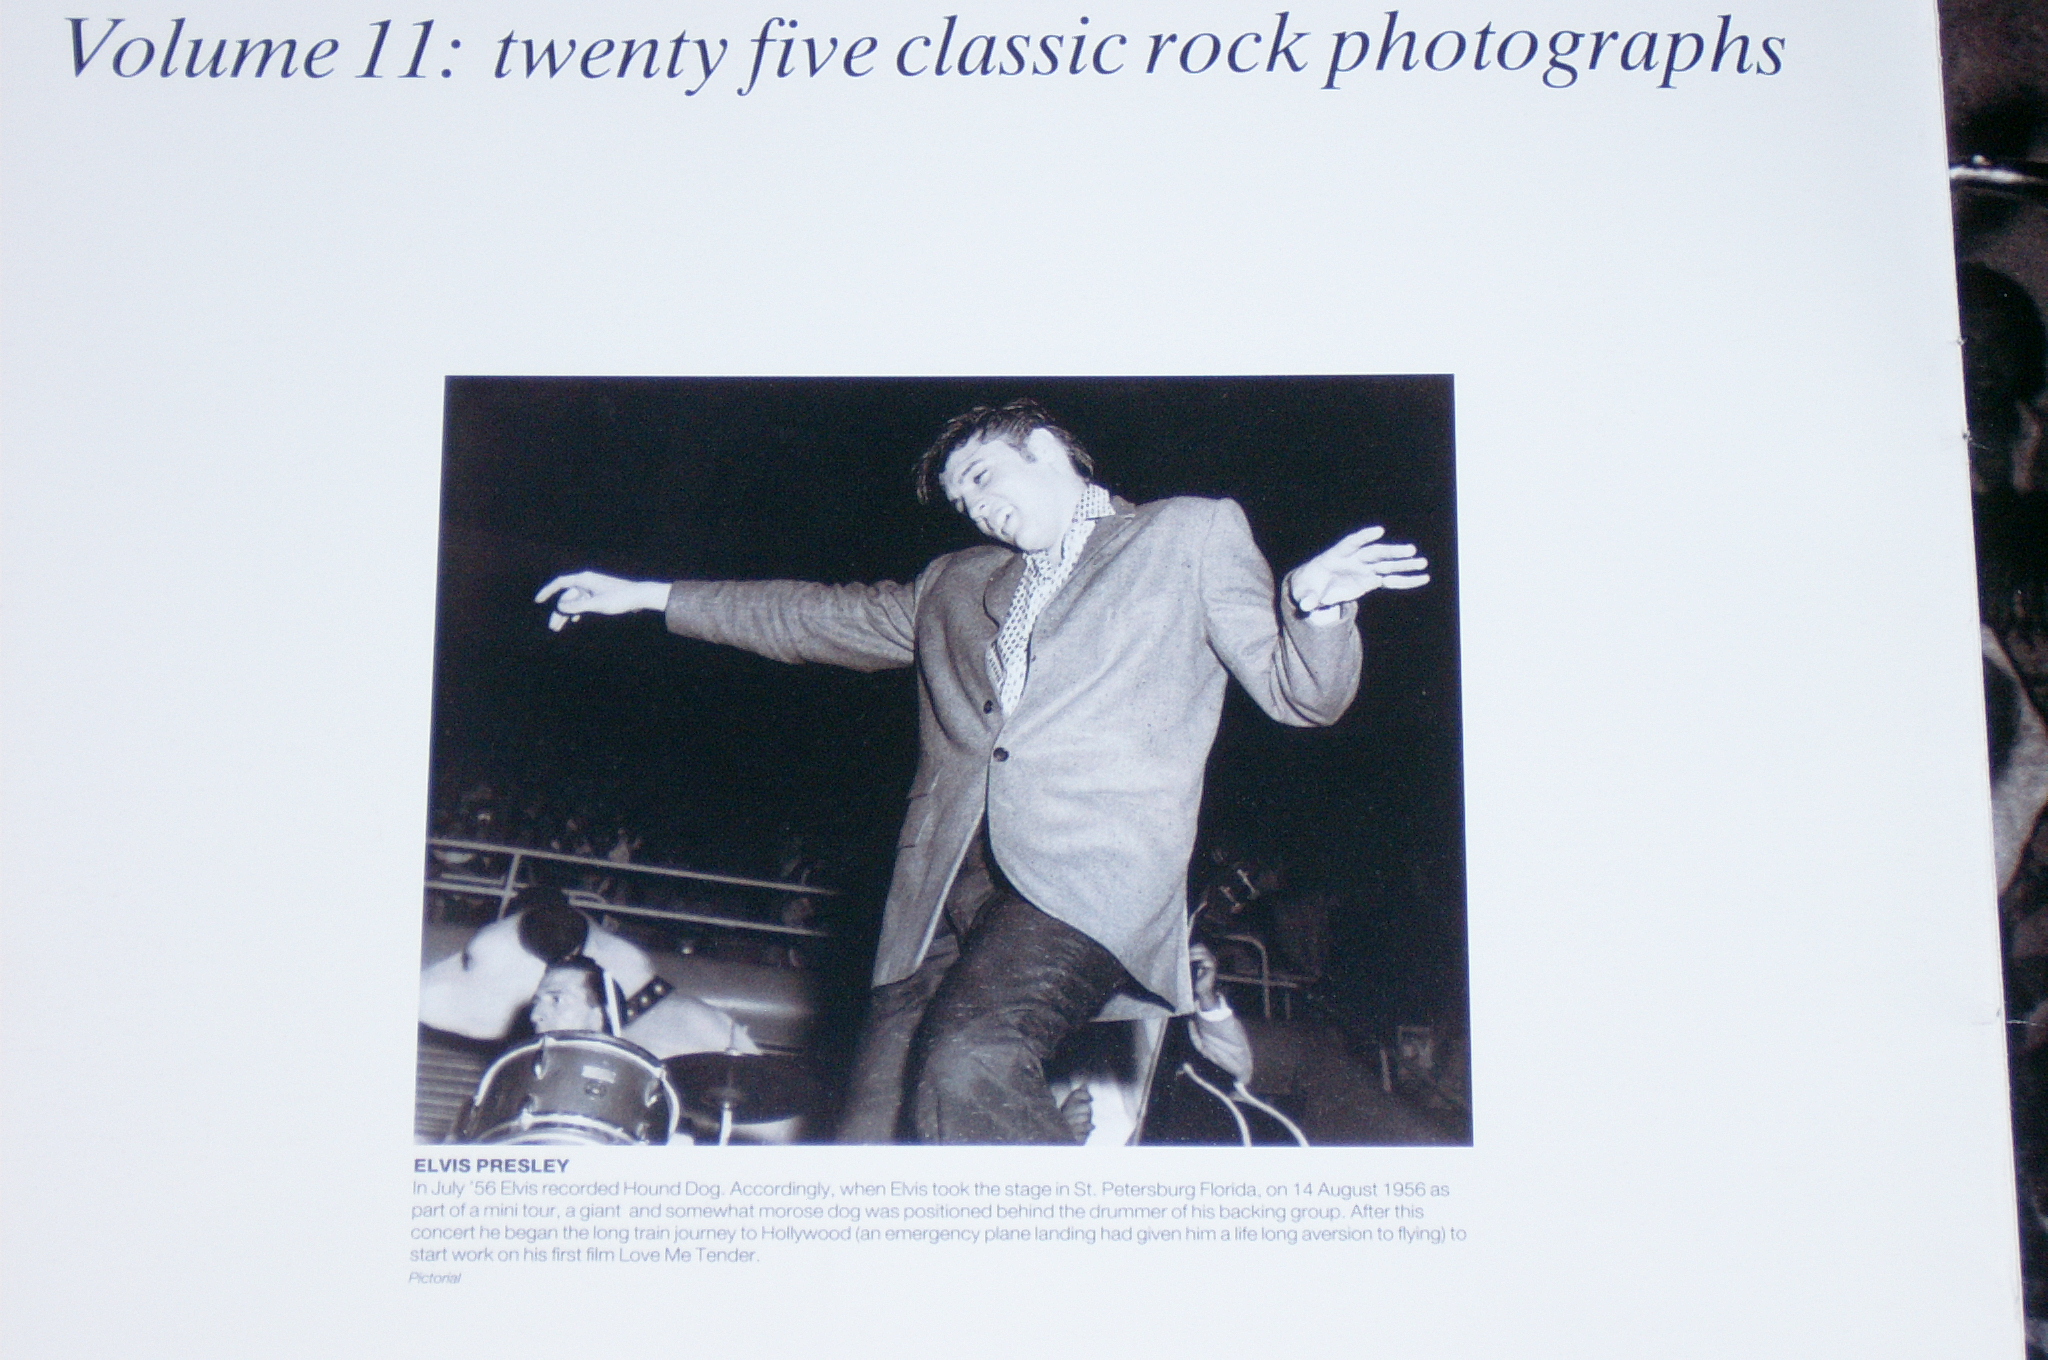 Volume 11: twenty five classic rock photographs
ELVIS PRESLEY
In July '56 Elvis recorded Hound Dog. Accordingly, when Elvis took the stage in St. Petersburg Florida, on 14 August 1956 as
part of a mini tour, a giant and somewhat morose dog was positioned behind the drummer of his backing group. After this
concert he began the long train journey to Hollywood (an emergency plane landing had given him a life long aversion to flying) to
start work on his first film Love Me Tender.
Pictorial